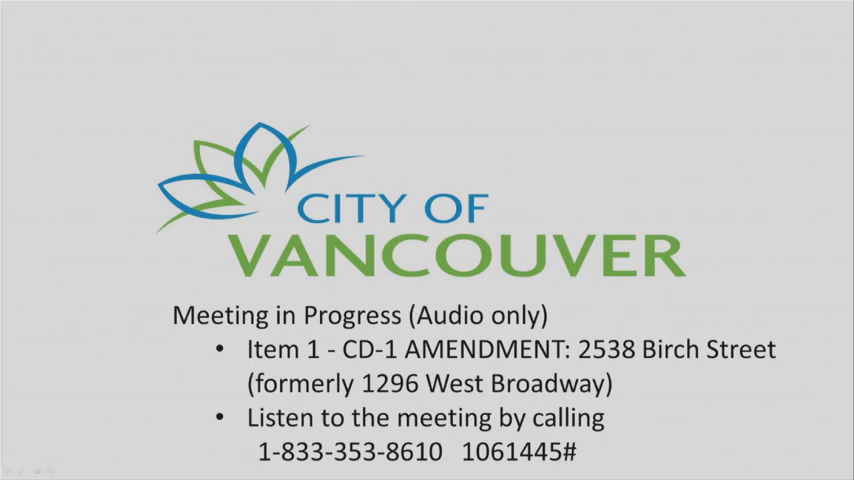 CITY OF
VANCOUVER
Meeting in Progress (Audio only)
• Item 1 - CD-1 AMENDMENT: 2538 Birch Street
(formerly 1296 West Broadway)
• Listen to the meeting by calling
1-833-353-8610 1061445#